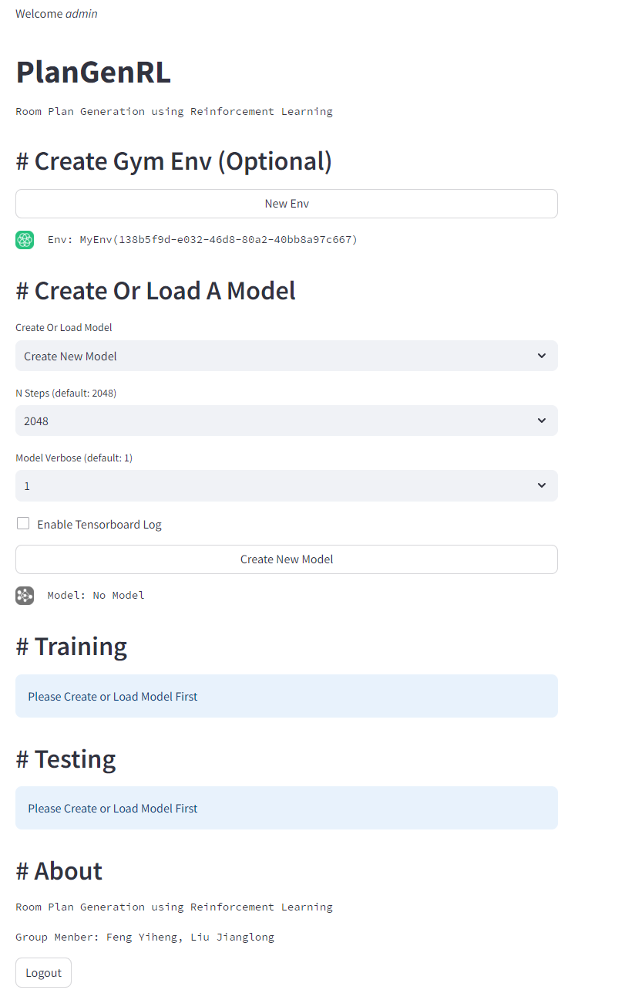 Welcome admin
PlanGenRL
Room Plan Generation using Reinforcement Learning
# Create Gym Env (Optional)
New Env
Env: MyEnv(138b5f9d-e032-46d8-80a2-40bb8a97c667)
# Create Or Load A Model
Create Or Load Model
Create New Model
N Steps (default: 2048)
2048
Model Verbose (default: 1)
1
Enable Tensorboard Log
Create New Model
Model: No Model
# Training
Please Create or Load Model First
# Testing
Please Create or Load Model First
# About
Room Plan Generation using Reinforcement Learning
Group Menber: Feng Yiheng, Liu Jianglong
Logout